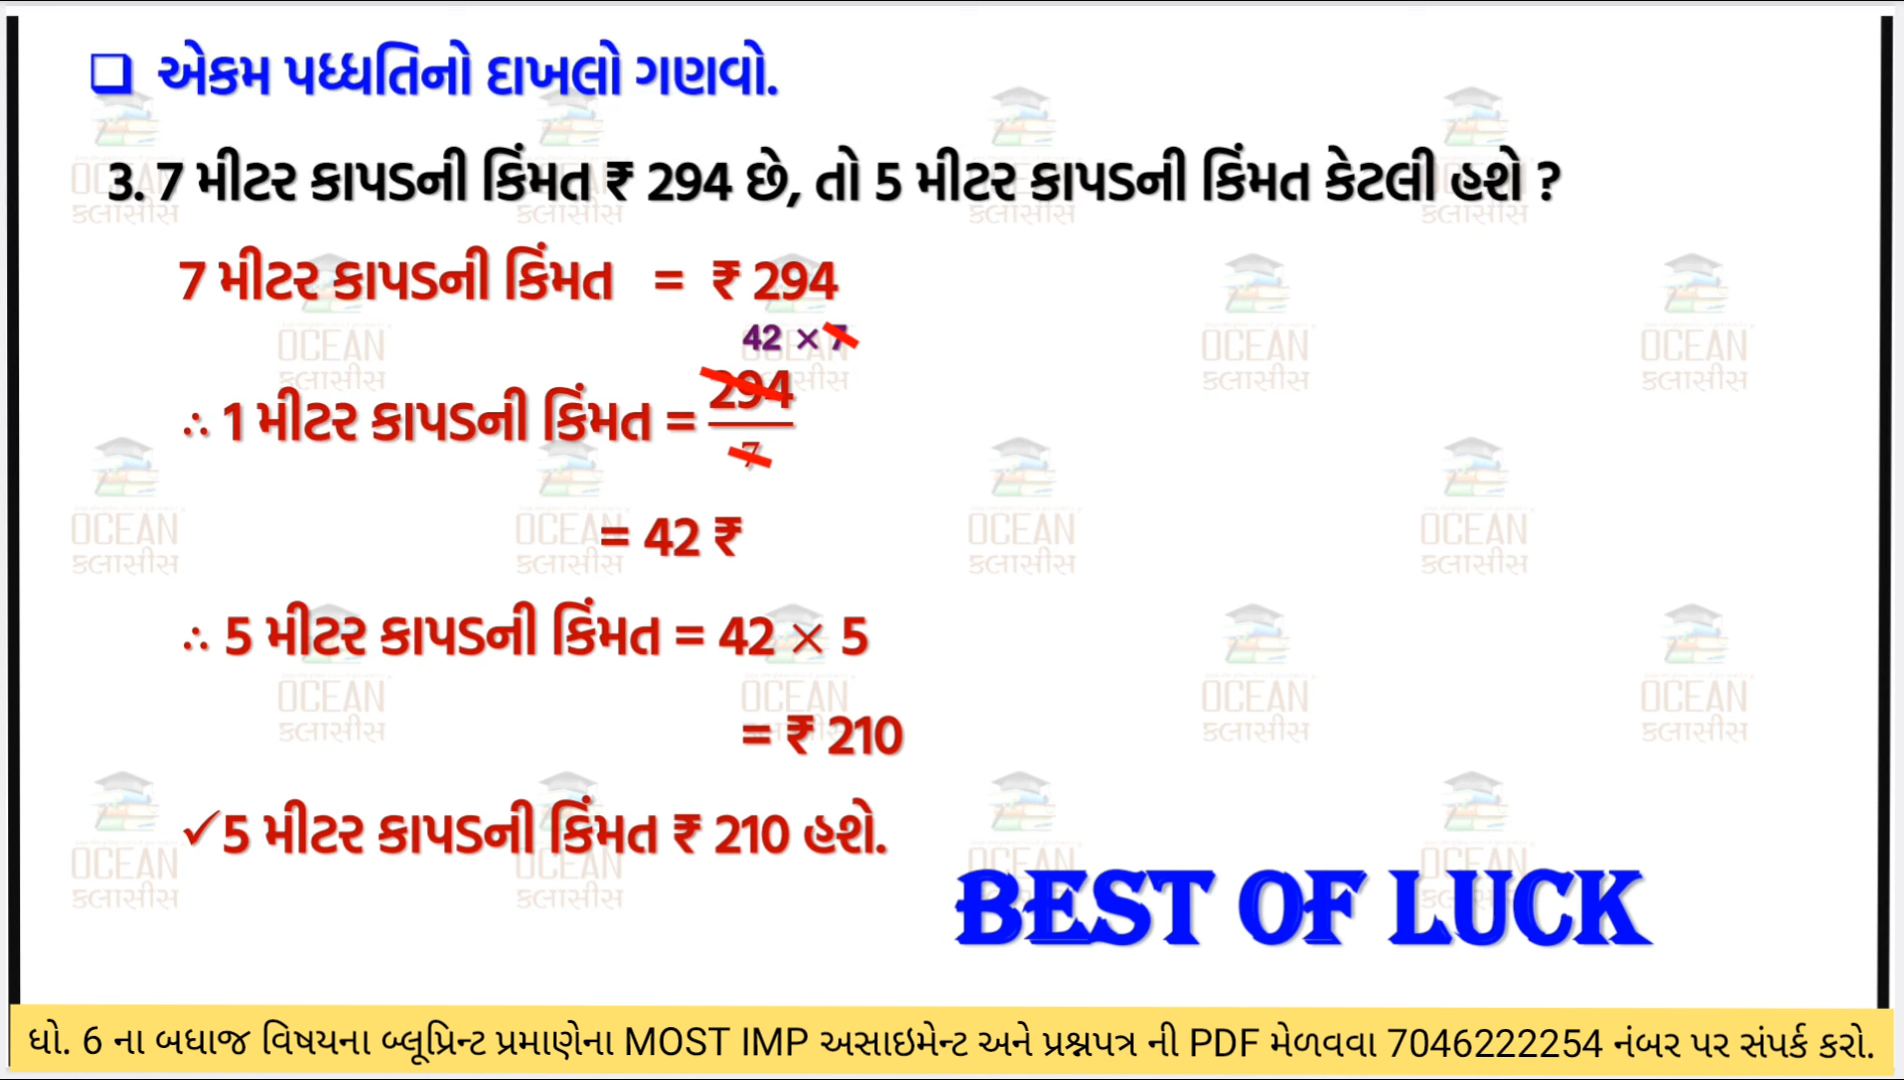 ❑ એકમ પધ્ધતિનો દાખલો ગણવો.
3. 7 મીટર કાપડની કિંમત ₹ 294 છે, તો 5 મીટર કાપડની કિંમત કેટલી હશે ?
7 મીટર કાપડની કિંમત = ₹ 294
42 × 7
294
∴ 1 મીટર કાપડની કિંમત =
7
= 42 ₹
∴ 5 મીટર કાપડની કિંમત = 42 × 5
= ₹ 210
✓5 મીટર કાપડની કિંમત ₹ 210 હશે.
BEST OF LUCK
ધો. 6 ના બધાજ વિષયના બ્લૂપ્રિન્ટ પ્રમાણેના MOST IMP અસાઇમેન્ટ અને પ્રશ્નપત્ર ની PDF મેળવવા 7046222254 નંબર પર સંપર્ક કરો.
OCEAN
ક્લાસીસ